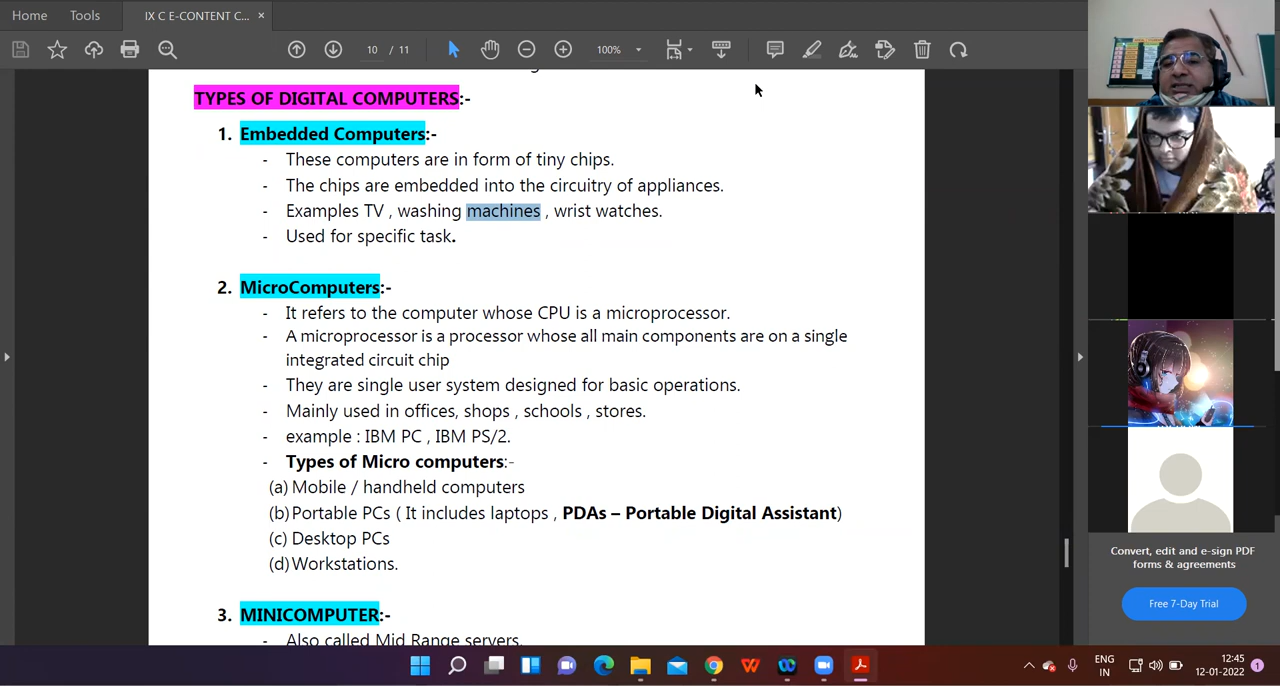 Home
Tools
IX C E-CONTENT C... ×
10 / 11
100%
TYPES OF DIGITAL COMPUTERS:-
1. Embedded Computers:-
- These computers are in form of tiny chips.
- The chips are embedded into the circuitry of appliances.
- Examples TV , washing machines , wrist watches.
- Used for specific task.
2. MicroComputers:-
- It refers to the computer whose CPU is a microprocessor.
- A microprocessor is a processor whose all main components are on a single
integrated circuit chip
- They are single user system designed for basic operations.
- Mainly used in offices, shops , schools , stores.
- example : IBM PC , IBM PS/2.
- Types of Micro computers:-
(a) Mobile / handheld computers
(b) Portable PCs ( It includes laptops , PDAs – Portable Digital Assistant)
(c) Desktop PCs
(d) Workstations.
3. MINICOMPUTER:-
- Also called Mid Range servers.
Convert, edit and e-sign PDF
forms & agreements
Free 7-Day Trial
ENG
IN
12:45
12-01-2022
1